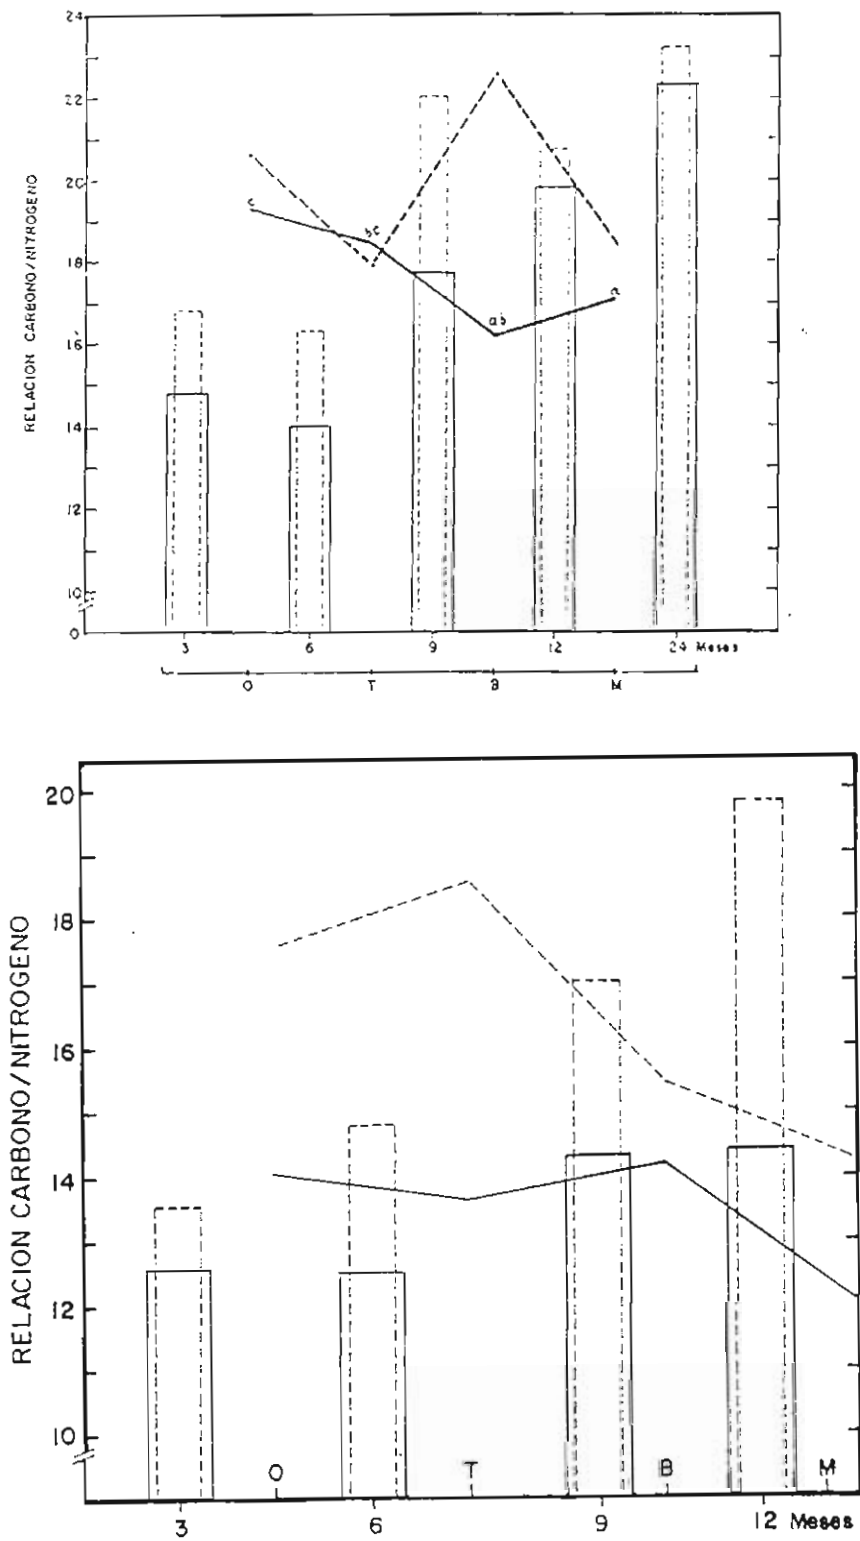 24
22
20
18
16
14
12
10
0
RELACION CARBONO/NITROGENO
c
bc
ab
a
3 6 9 12 24 Meses
O T B M
20
18
16
14
12
10
RELACION CARBONO/NITROGENO
O T B M
3 6 9 12 Meses